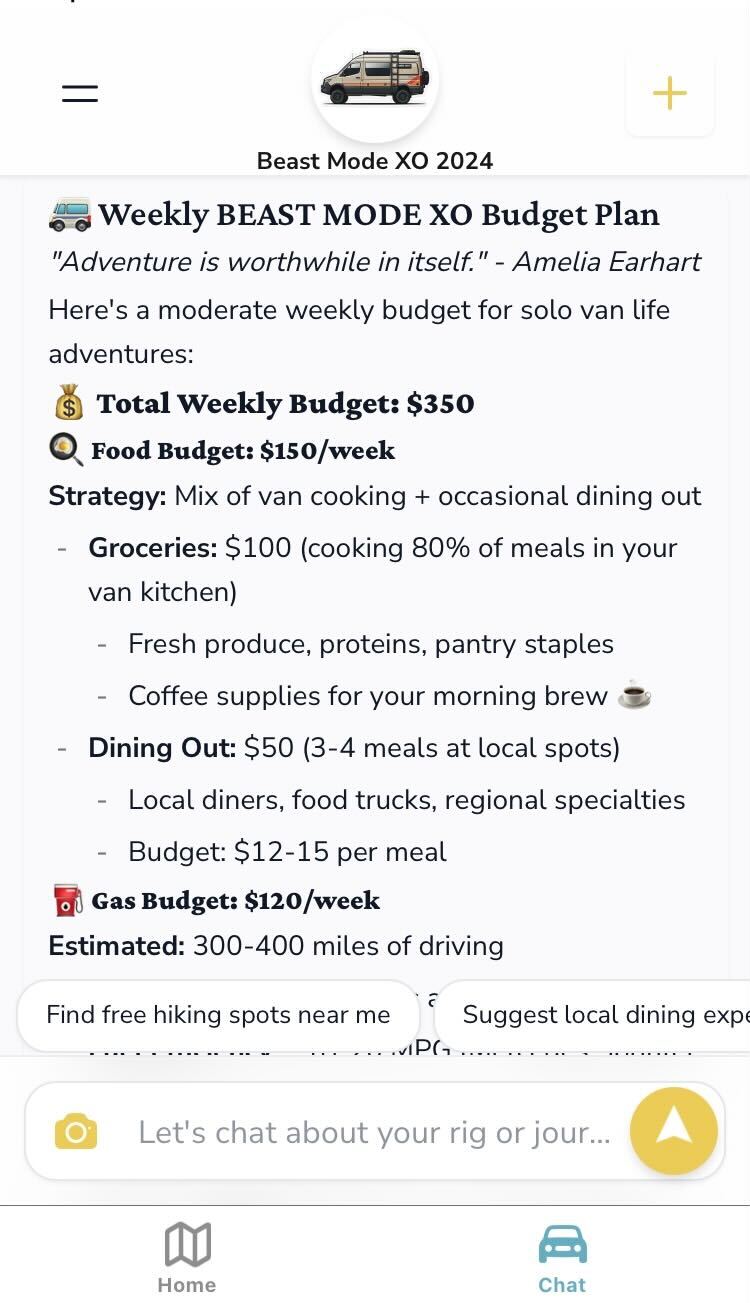 Beast Mode XO 2024
Weekly BEAST MODE XO Budget Plan
"Adventure is worthwhile in itself." - Amelia Earhart
Here's a moderate weekly budget for solo van life
adventures:
Total Weekly Budget: $350
Food Budget: $150/week
Strategy: Mix of van cooking + occasional dining out
- Groceries: $100 (cooking 80% of meals in your
van kitchen)
- Fresh produce, proteins, pantry staples
- Coffee supplies for your morning brew
- Dining Out: $50 (3-4 meals at local spots)
- Local diners, food trucks, regional specialties
- Budget: $12-15 per meal
Gas Budget: $120/week
Estimated: 300-400 miles of driving
Find free hiking spots near me
Suggest local dining expe
MPG
Let's chat about your rig or jour...
Home
Chat